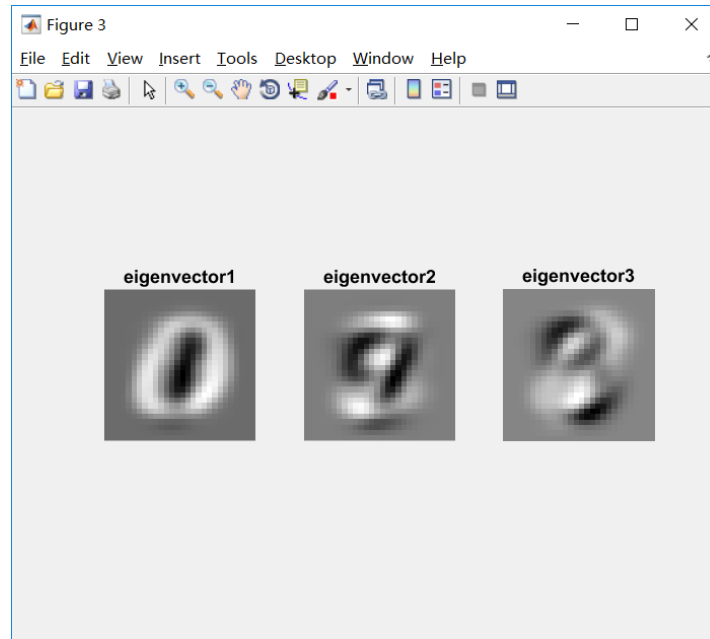 Figure 3
File Edit View Insert Tools Desktop Window Help
eigenvector1 eigenvector2 eigenvector3